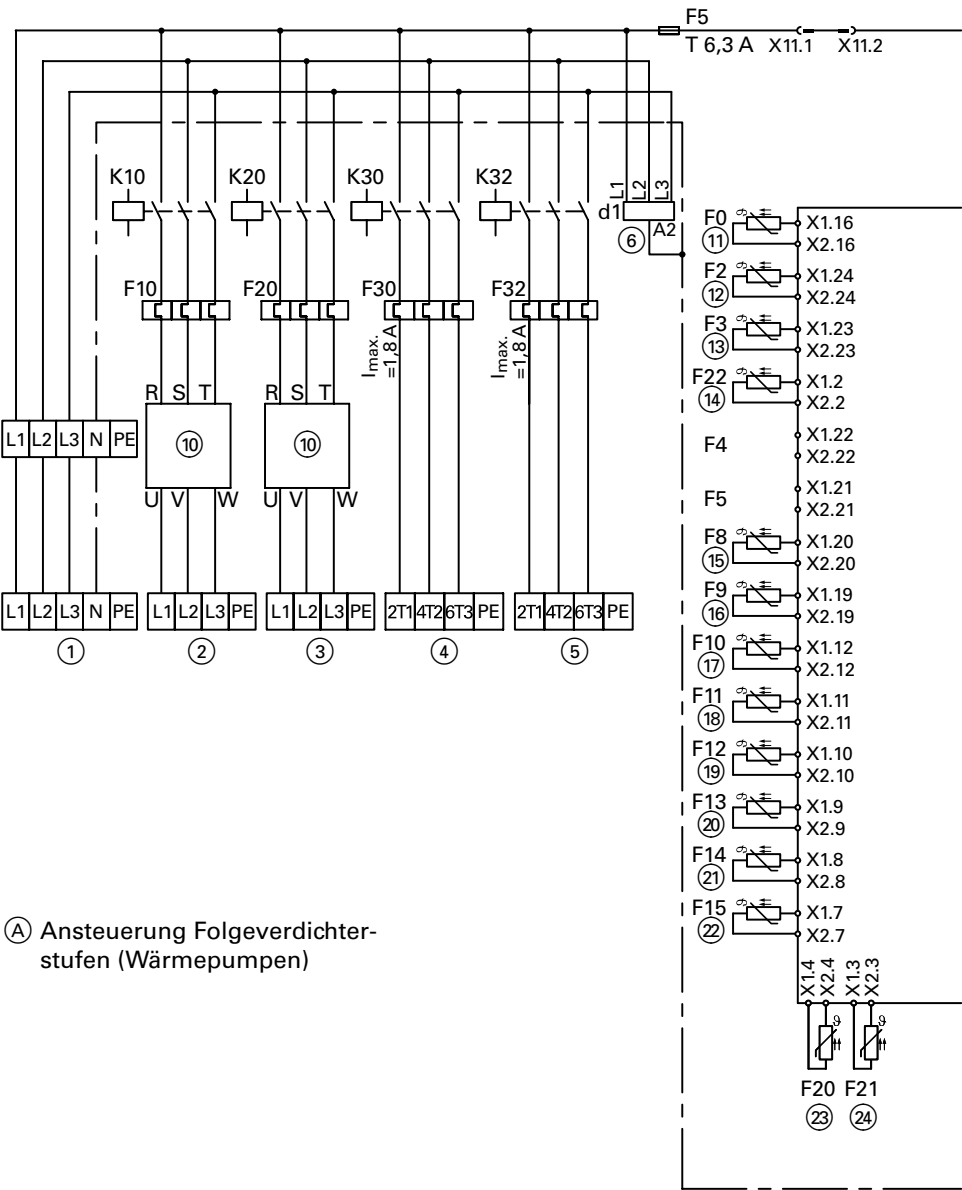 F5
T 6,3 A X11.1 X11.2
K10 K20 K30 K32
L1 L2 L3
d1 A2
6
F10 F20 F30 F32
Imax. =1,8 A
Imax. =1,8 A
R S T R S T
10 10
U V W U V W
L1 L2 L3 N PE
L1 L2 L3 N PE L1 L2 L3 PE L1 L2 L3 PE 2T1 4T2 6T3 PE 2T1 4T2 6T3 PE
1 2 3 4 5
F0 ϑ X1.16
11 X2.16
F2 ϑ X1.24
12 X2.24
F3 ϑ X1.23
13 X2.23
F22 ϑ X1.2
14 X2.2
F4 X1.22
X2.22
F5 X1.21
X2.21
F8 ϑ X1.20
15 X2.20
F9 ϑ X1.19
16 X2.19
F10 ϑ X1.12
17 X2.12
F11 ϑ X1.11
18 X2.11
F12 ϑ X1.10
19 X2.10
F13 ϑ X1.9
20 X2.9
F14 ϑ X1.8
21 X2.8
F15 ϑ X1.7
22 X2.7
X1.4 X2.4 X1.3 X2.3
ϑ ϑ
F20 F21
23 24
A Ansteuerung Folgeverdichter-
stufen (Wärmepumpen)